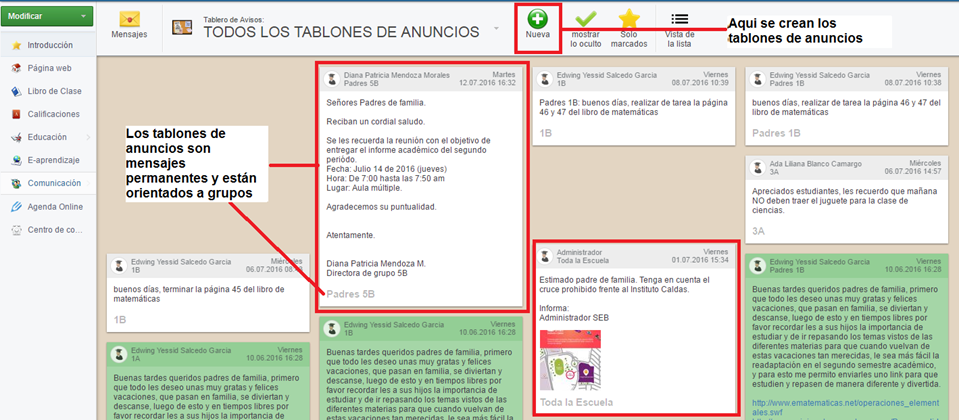 Modificar
Introducción
Página web
Libro de Clase
Calificaciones
Educación
E-aprendizaje
Comunicación
Agenda Online
Centro de co...
Mensajes
Tablero de Avisos:
TODOS LOS TABLONES DE ANUNCIOS
Nueva
mostrar
lo oculto
Solo
marcados
Vista de
la lista
Aqui se crean los
tablones de anuncios
Los tablones de
anuncios son
mensajes
permanentes y están
orientados a grupos
Edwing Yessid Salcedo Garcia
1B
Miércoles
06.07.2016
buenos días, terminar la página 45 del libro de
matemáticas
1B
Edwing Yessid Salcedo Garcia
1A
Viernes
10.06.2016 16:28
Buenas tardes queridos padres de familia, primero
que todo les deseo unas muy gratas y felices
vacaciones, que pasan en familia, se diviertan y
descanse, luego de esto y en tiempos libres por
favor recordar les a sus hijos la importancia de
Diana Patricia Mendoza Morales
Padres 5B
Martes
12.07.2016 16:32
Señores Padres de familia.
Reciban un cordial saludo.
Se les recuerda la reunión con el objetivo de
entregar el informe académico del segundo
periòdo.
Fecha: Julio 14 de 2016 (jueves)
Hora: De 7:00 hasta las 7:50 am
Lugar: Aula múltiple.
Agradecemos su puntualidad.
Atentamente.
Diana Patricia Mendoza M.
Directora de grupo 5B
Padres 5B
Edwing Yessid Salcedo Garcia
1B
Viernes
10.06.2016 16:28
Buenas tardes queridos padres de familia, primero
que todo les deseo unas muy gratas y felices
vacaciones, que pasan en familia, se diviertan y
descanse, luego de esto y en tiempos libres por
favor recordar les a sus hijos la importancia de
estudiar y de ir repasando los temas vistos de las
diferentes materias para que cuando vuelvan de
estas vacaciones tan merecidas, le sea más fácil la
Edwing Yessid Salcedo Garcia
1B
Viernes
08.07.2016 10:39
Padres 1B: buenos días, realizar de tarea la página
46 y 47 del libro de matemáticas
1B
Administrador
Toda la Escuela
Viernes
01.07.2016 15:34
Estimado padre de familia. Tenga en cuenta el
cruce prohibido frente al Instituto Caldas.
Informa:
Administrador SEB
Toda la Escuela
Edwing Yessid Salcedo Garcia
Padres 1B
Viernes
08.07.2016 10:38
buenos días, realizar de tarea la página 46 y 47 del
libro de matemáticas
Padres 1B
Ada Liliana Blanco Camargo
3A
Miércoles
06.07.2016 14:57
Apreciados estudiantes, les recuerdo que mañana
NO deben traer el juguete para la clase de
ciencias.
3A
Edwing Yessid Salcedo Garcia
Padres 1B
Viernes
10.06.2016 16:28
Buenas tardes queridos padres de familia, primero
que todo les deseo unas muy gratas y felices
vacaciones, que pasan en familia, se diviertan y
descanse, luego de esto y en tiempos libres por
favor recordar les a sus hijos la importancia de
estudiar y de ir repasando los temas vistos de las
diferentes materias para que cuando vuelvan de
estas vacaciones tan merecidas, le sea más fácil la
readaptación en el segundo semestre académico,
y para esto me permito enviarles uno link para que
estudien y repasen de manera diferente y divertida.
http://www.ematematicas.net/operaciones_element
ales.swf